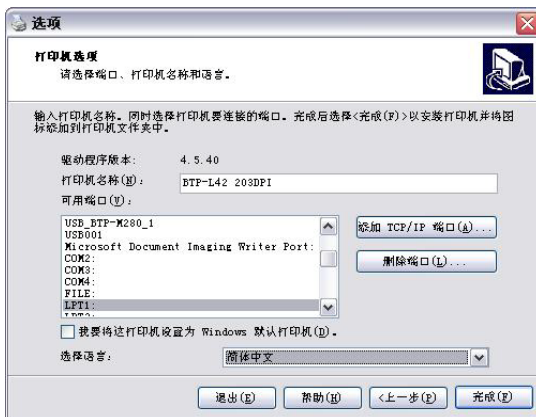 选项
打印机选项
请选择端口、打印机名称和语言。
输入打印机名称。同时选择打印机要连接的端口。完成后选择<完成(F)>以安装打印机并将图
标添加到打印机文件夹中。
驱动程序版本: 4.5.40
打印机名称(N): BTP-L42 203DPI
可用端口(V):
USB_BTP-M280_1
USB001
Microsoft Document Imaging Writer Port:
COM2:
COM3:
COM4:
FILE:
LPT1:
LPT2:
添加 TCP/IP 端口(A)...
删除端口(L)...
我要将这打印机设置为 Windows 默认打印机(D)。
选择语言: 简体中文
退出(E) 帮助(H) <上一步(P) 完成(F)